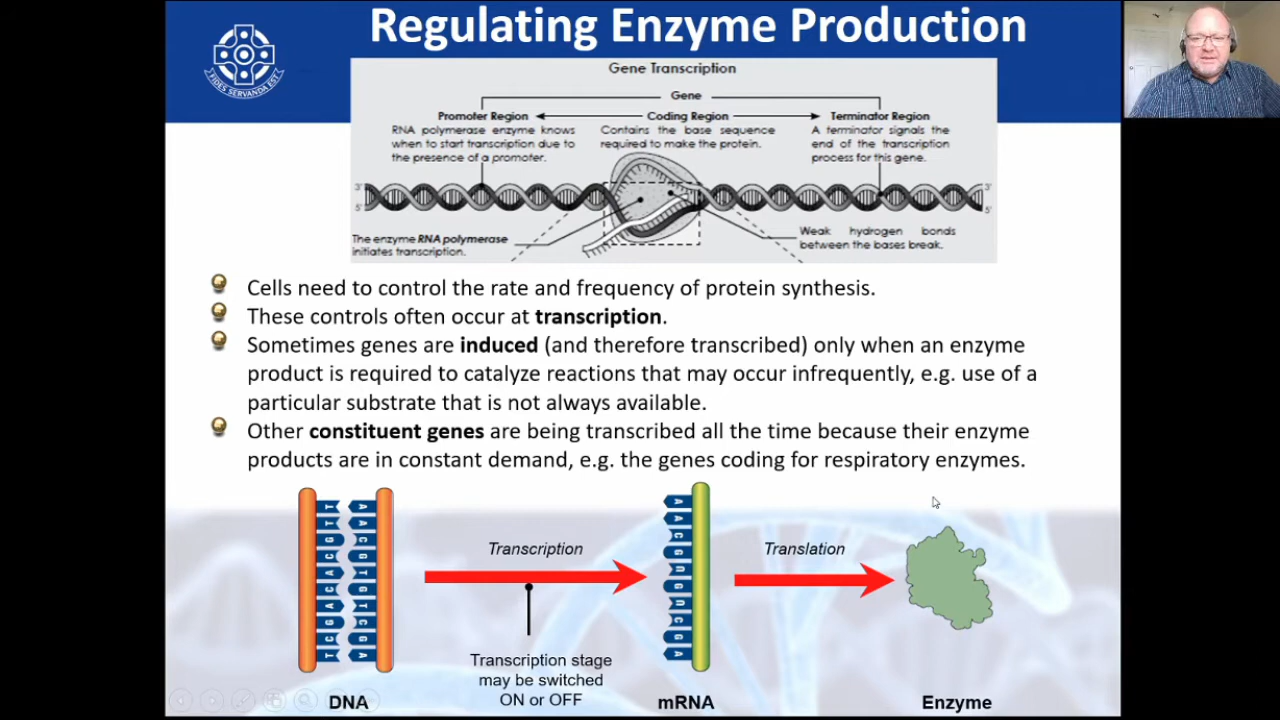 Regulating Enzyme Production
FIDES SERVANDA EST
Gene Transcription
Gene
Promoter Region
RNA polymerase enzyme knows
when to start transcription due to
the presence of a promoter.
Coding Region
Contains the base sequence
required to make the protein.
Terminator Region
A terminator signals the
end of the transcription
process for this gene.
3'
5'
3'
5'
The enzyme RNA polymerase
initiates transcription.
Weak hydrogen bonds
between the bases break.
Cells need to control the rate and frequency of protein synthesis.
These controls often occur at transcription.
Sometimes genes are induced (and therefore transcribed) only when an enzyme
product is required to catalyze reactions that may occur infrequently, e.g. use of a
particular substrate that is not always available.
Other constituent genes are being transcribed all the time because their enzyme
products are in constant demand, e.g. the genes coding for respiratory enzymes.
T A
T A
G C
C G
A T
C G
A T
G C
C G
T A
Transcription
Transcription stage
may be switched
ON or OFF
A
A
C
G
U
G
U
C
G
A
Translation
DNA
mRNA
Enzyme